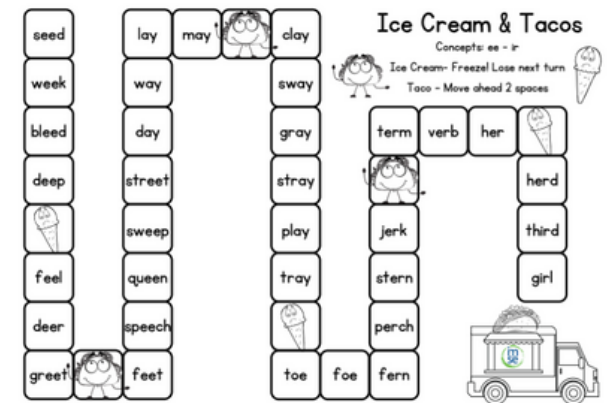 Ice Cream & Tacos
Concepts: ee - ir
Ice Cream- Freeze! Lose next turn
Taco - Move ahead 2 spaces
seed
week
bleed
deep
feel
deer
greet
feet
speech
queen
sweep
street
day
way
lay
may
clay
sway
gray
stray
play
tray
toe
foe
fern
perch
stern
jerk
term
verb
her
herd
third
girl